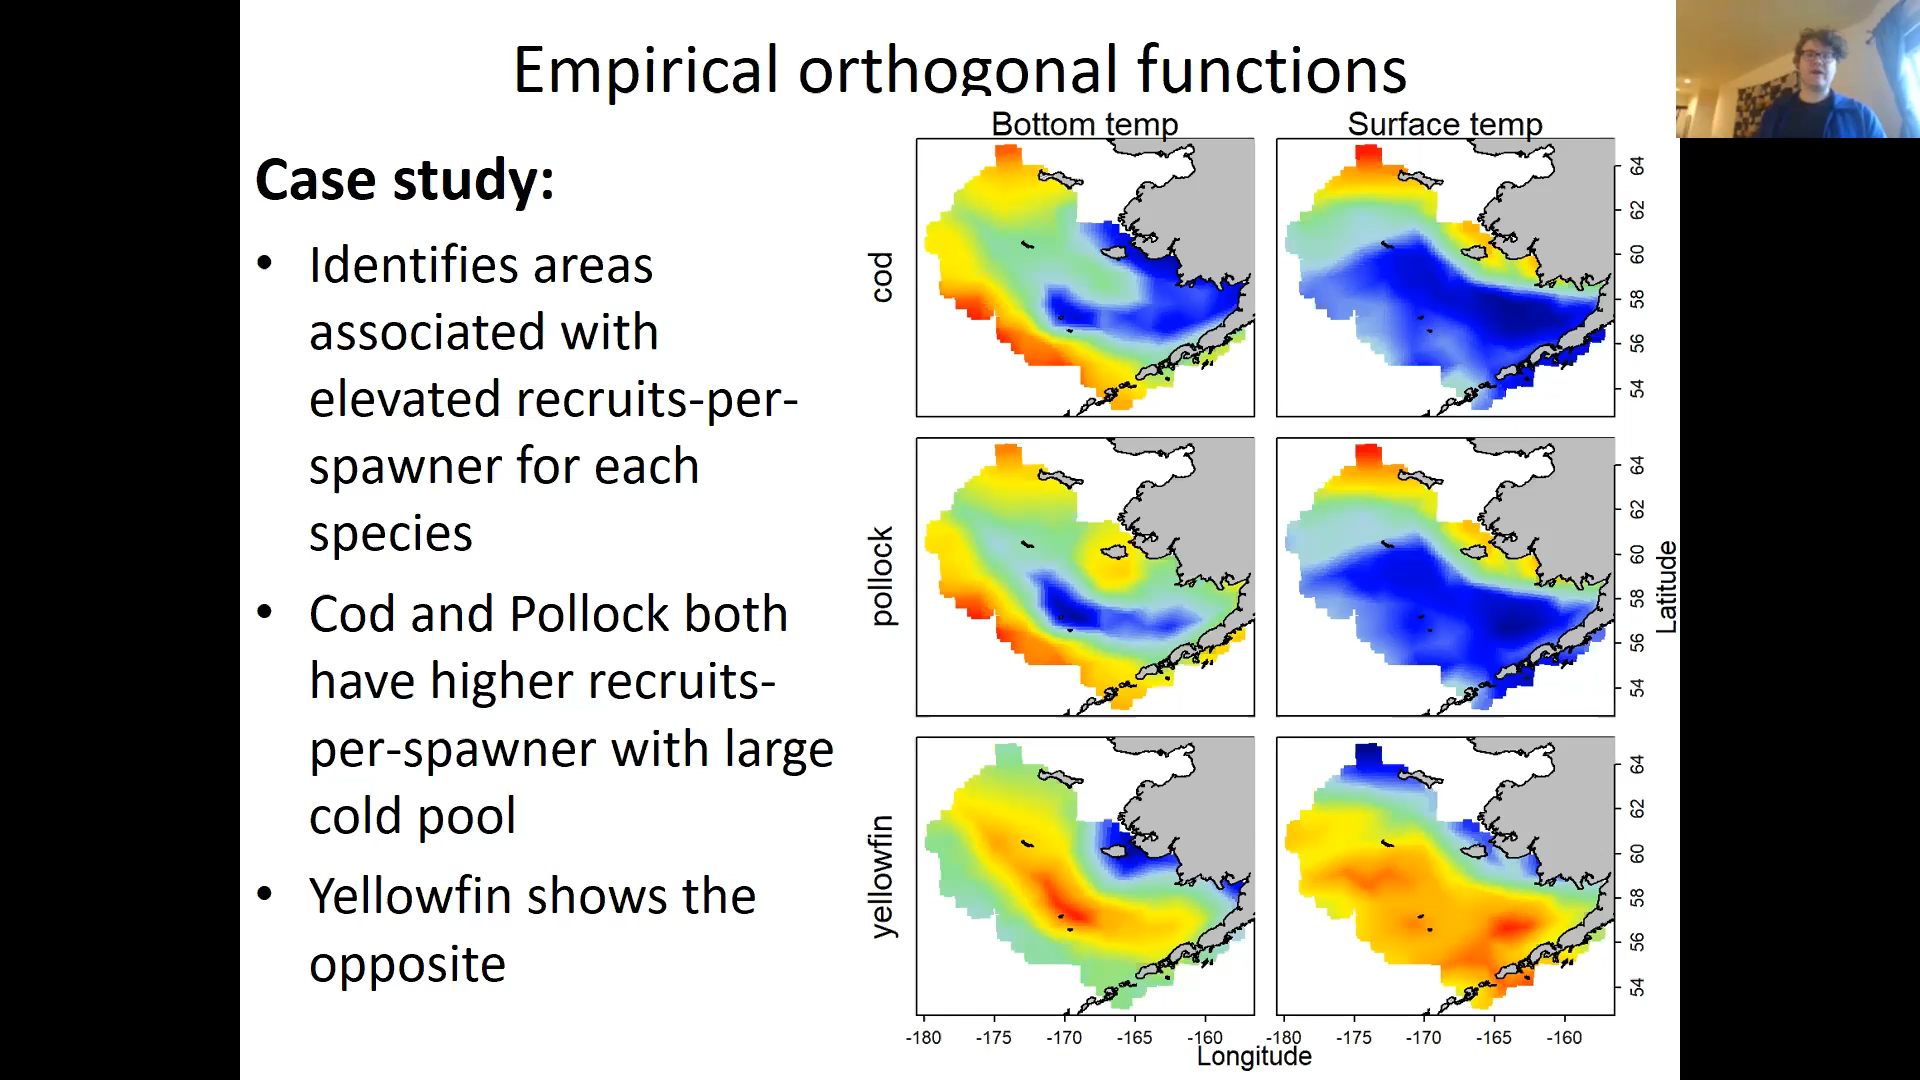 Empirical orthogonal functions
Case study:
• Identifies areas
associated with
elevated recruits-per-
spawner for each
species
• Cod and Pollock both
have higher recruits-
per-spawner with large
cold pool
• Yellowfin shows the
opposite
Bottom temp
Surface temp
cod
64
62
60
58
56
54
pollock
64
62
60
58
56
54
Latitude
yellowfin
64
62
60
58
56
54
-180 -175 -170 -165 -160
-180 -175 -170 -165 -160
Longitude